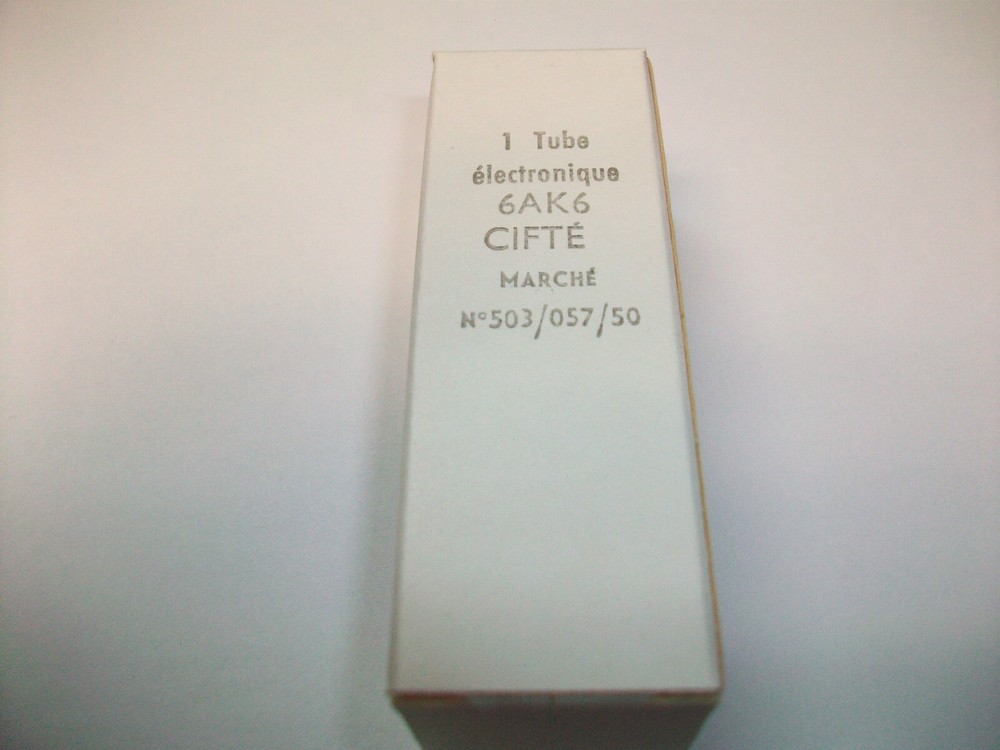 1 Tube
électronique
6AK6
CIFTÉ
MARCHÉ
N°503/057/50